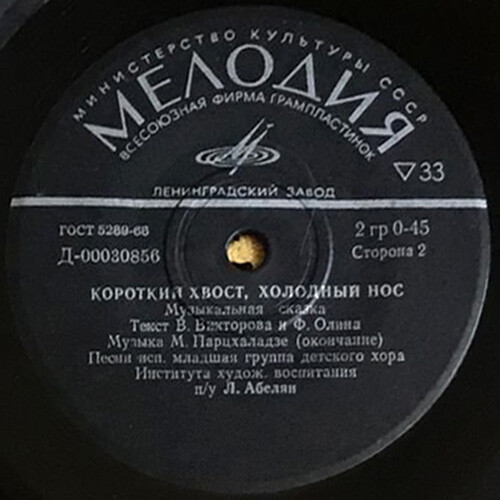 МИНИСТЕРСТВО КУЛЬТУРЫ СССР
МЕЛОДИЯ
ВСЕСОЮЗНАЯ ФИРМА ГРАМПЛАСТИНОК
▽33
ЛЕНИНГРАДСКИЙ ЗАВОД
ГОСТ 5289-68
2 гр 0-45
Д-00030856
Сторона 2
КОРОТКИЙ ХВОСТ, ХОЛОДНЫЙ НОС
Музыкальная сказка
Текст В. Викторова и Ф. Олина
Музыка М. Парцхаладзе (окончание)
Песни исп. младшая группа детского хора
Института худож. воспитания
п/у Л. Абелян